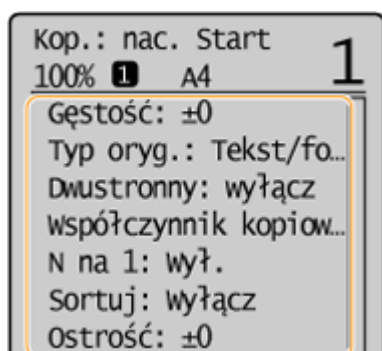 Kop.: nac. Start
1
100% 1 A4
Gęstość: ±0
Typ oryg.: Tekst/fo…
Dwustronny: wyłącz
Współczynnik kopiow…
N na 1: Wył.
Sortuj: Wyłącz
Ostrość: ±0